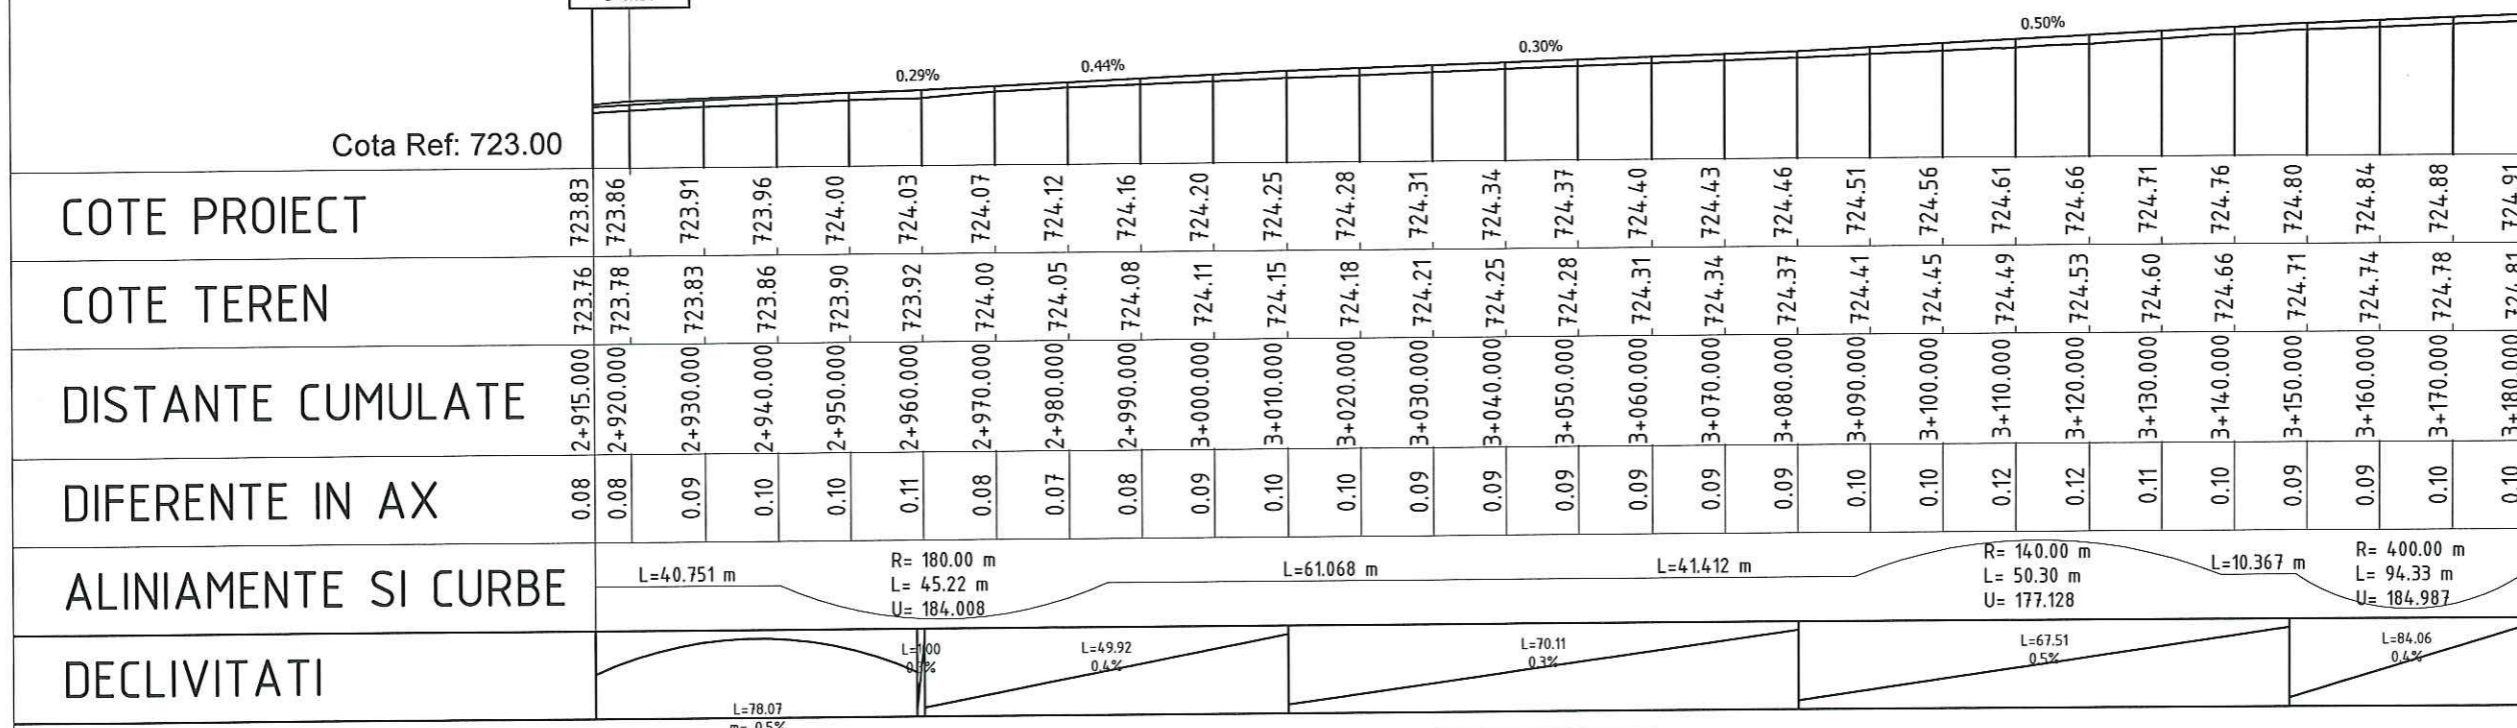 0.29%
0.44%
0.30%
0.50%
Cota Ref: 723.00
COTE PROIECT
723.83 723.86 723.91 723.96 724.00 724.03 724.07 724.12 724.16 724.20 724.25 724.28 724.31 724.34 724.37 724.40 724.43 724.46 724.51 724.56 724.61 724.66 724.71 724.76 724.80 724.84 724.88 724.91
COTE TEREN
723.76 723.78 723.83 723.86 723.90 723.92 724.00 724.05 724.08 724.11 724.15 724.18 724.21 724.25 724.28 724.31 724.34 724.37 724.41 724.45 724.49 724.53 724.60 724.66 724.71 724.74 724.78 724.81
DISTANTE CUMULATE
2+915.000 2+920.000 2+930.000 2+940.000 2+950.000 2+960.000 2+970.000 2+980.000 2+990.000 3+000.000 3+010.000 3+020.000 3+030.000 3+040.000 3+050.000 3+060.000 3+070.000 3+080.000 3+090.000 3+100.000 3+110.000 3+120.000 3+130.000 3+140.000 3+150.000 3+160.000 3+170.000 3+180.000
DIFERENTE IN AX
0.08 0.08 0.09 0.10 0.10 0.11 0.08 0.07 0.08 0.09 0.10 0.10 0.09 0.09 0.09 0.09 0.09 0.09 0.10 0.10 0.12 0.12 0.11 0.10 0.09 0.09 0.10 0.10
ALINIAMENTE SI CURBE
L=40.751 m
R= 180.00 m
L= 45.22 m
U= 184.008
L=61.068 m
L=41.412 m
R= 140.00 m
L= 50.30 m
U= 177.128
L=10.367 m
R= 400.00 m
L= 94.33 m
U= 184.987
DECLIVITATI
L=78.07
L=49.92
0.4%
L=70.11
0.3%
L=67.51
0.5%
L=84.06
0.4%